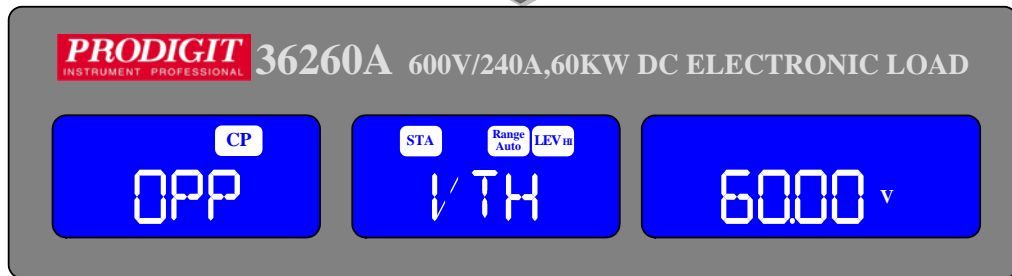 PRODIGIT
INSTRUMENT PROFESSIONAL
36260A 600V/240A,60KW DC ELECTRONIC LOAD
CP
OPP
STA Range Auto LEV HI
VTH
60.00 V